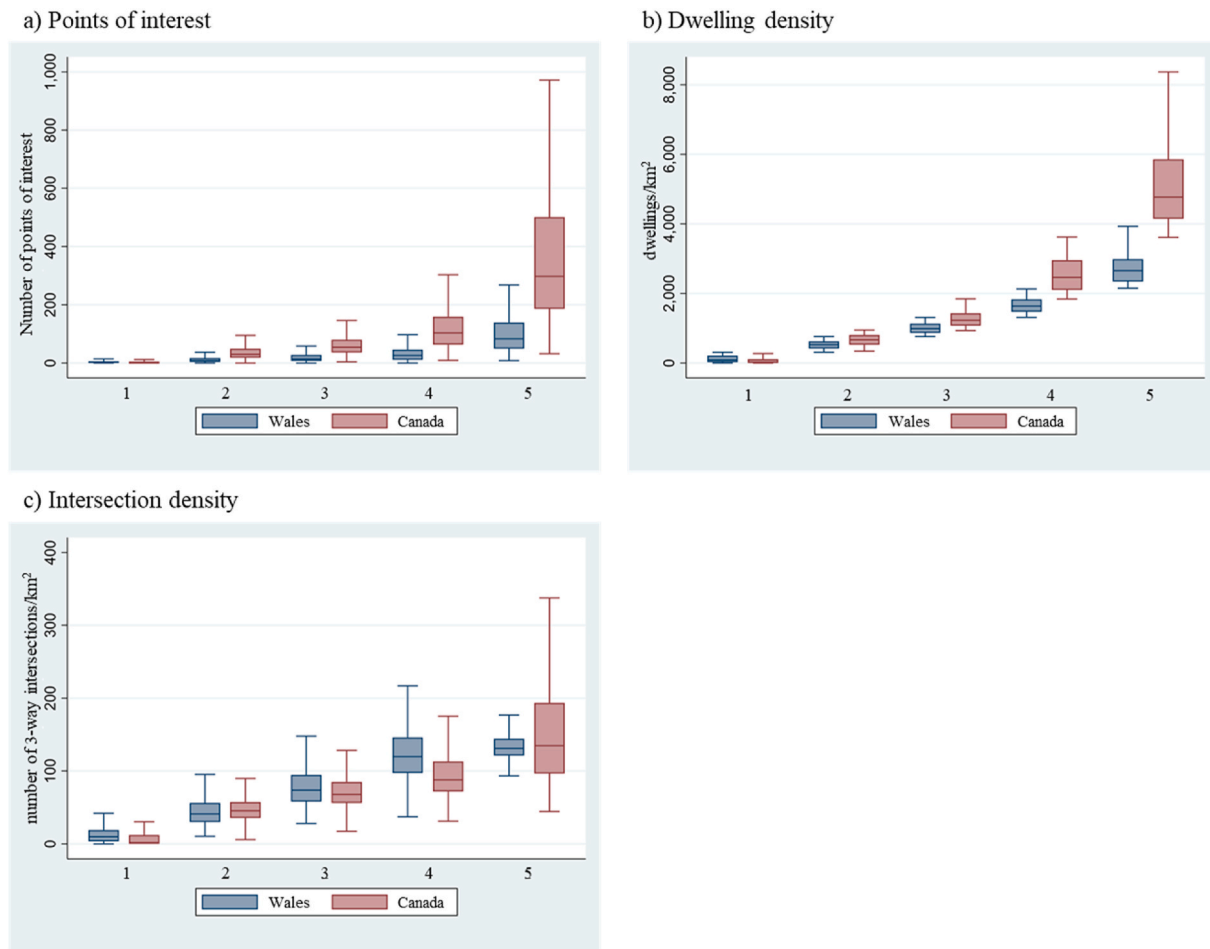 a) Points of interest
Number of points of interest
1,000
800
600
400
200
0
1 2 3 4 5
Wales Canada
b) Dwelling density
dwellings/km²
8,000
6,000
4,000
2,000
0
1 2 3 4 5
Wales Canada
c) Intersection density
munber of 3-way intersections/km²
400
300
200
100
0
1 2 3 4 5
Wales Canada